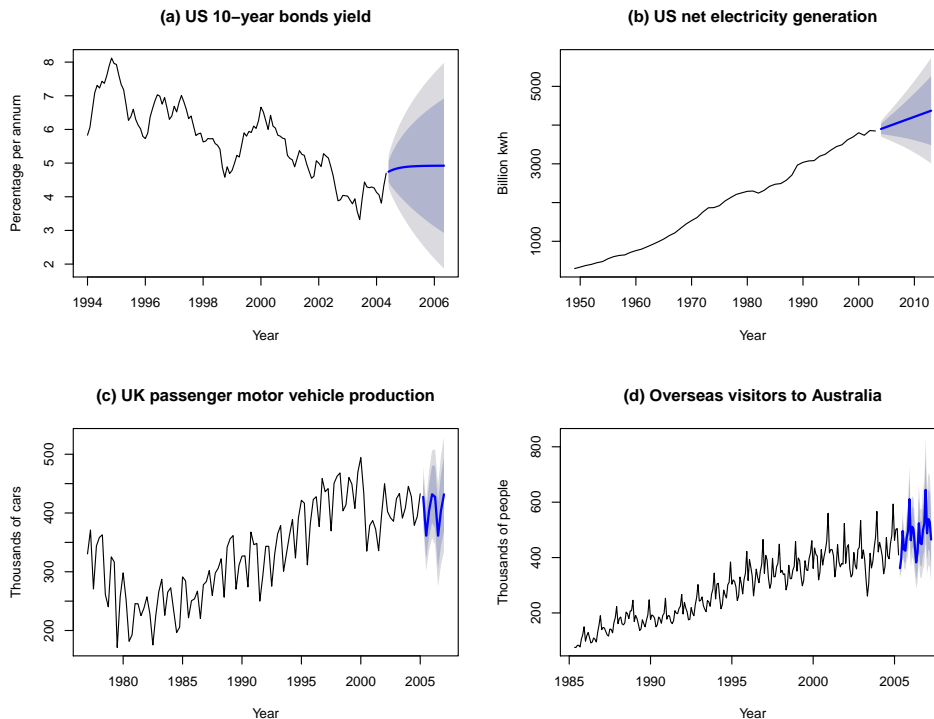 (a) US 10−year bonds yield
Percentage per annum
8
7
6
5
4
3
2
1994 1996 1998 2000 2002 2004 2006
Year
(b) US net electricity generation
Billion kwh
5000
3000
1000
1950 1960 1970 1980 1990 2000 2010
Year
(c) UK passenger motor vehicle production
Thousands of cars
500
400
300
200
1980 1985 1990 1995 2000 2005
Year
(d) Overseas visitors to Australia
Thousands of people
800
600
400
200
1985 1990 1995 2000 2005
Year